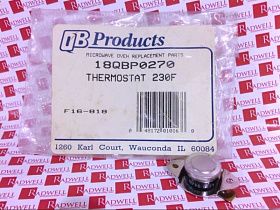 QB Products
MICROWAVE OVEN REPLACEMENT PARTS
18QBP0270
THERMOSTAT 230F
F16-818
1260 Karl Court, Wauconda IL 60084
RADWELL